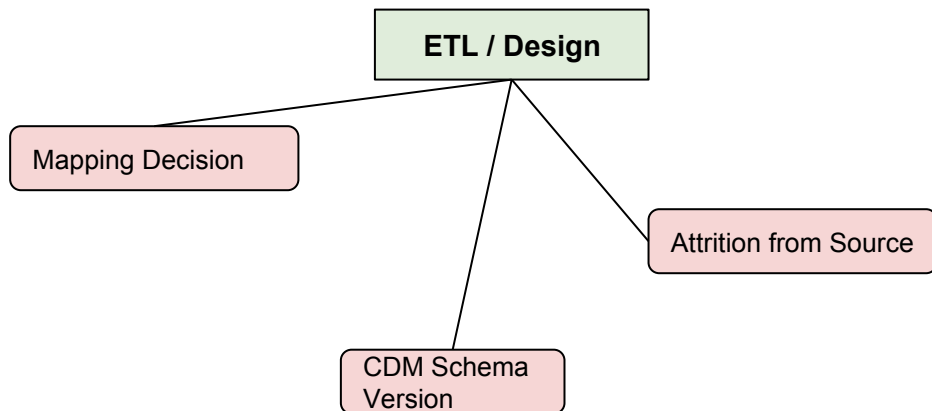 ETL / Design
Mapping Decision
Attrition from Source
CDM Schema
Version